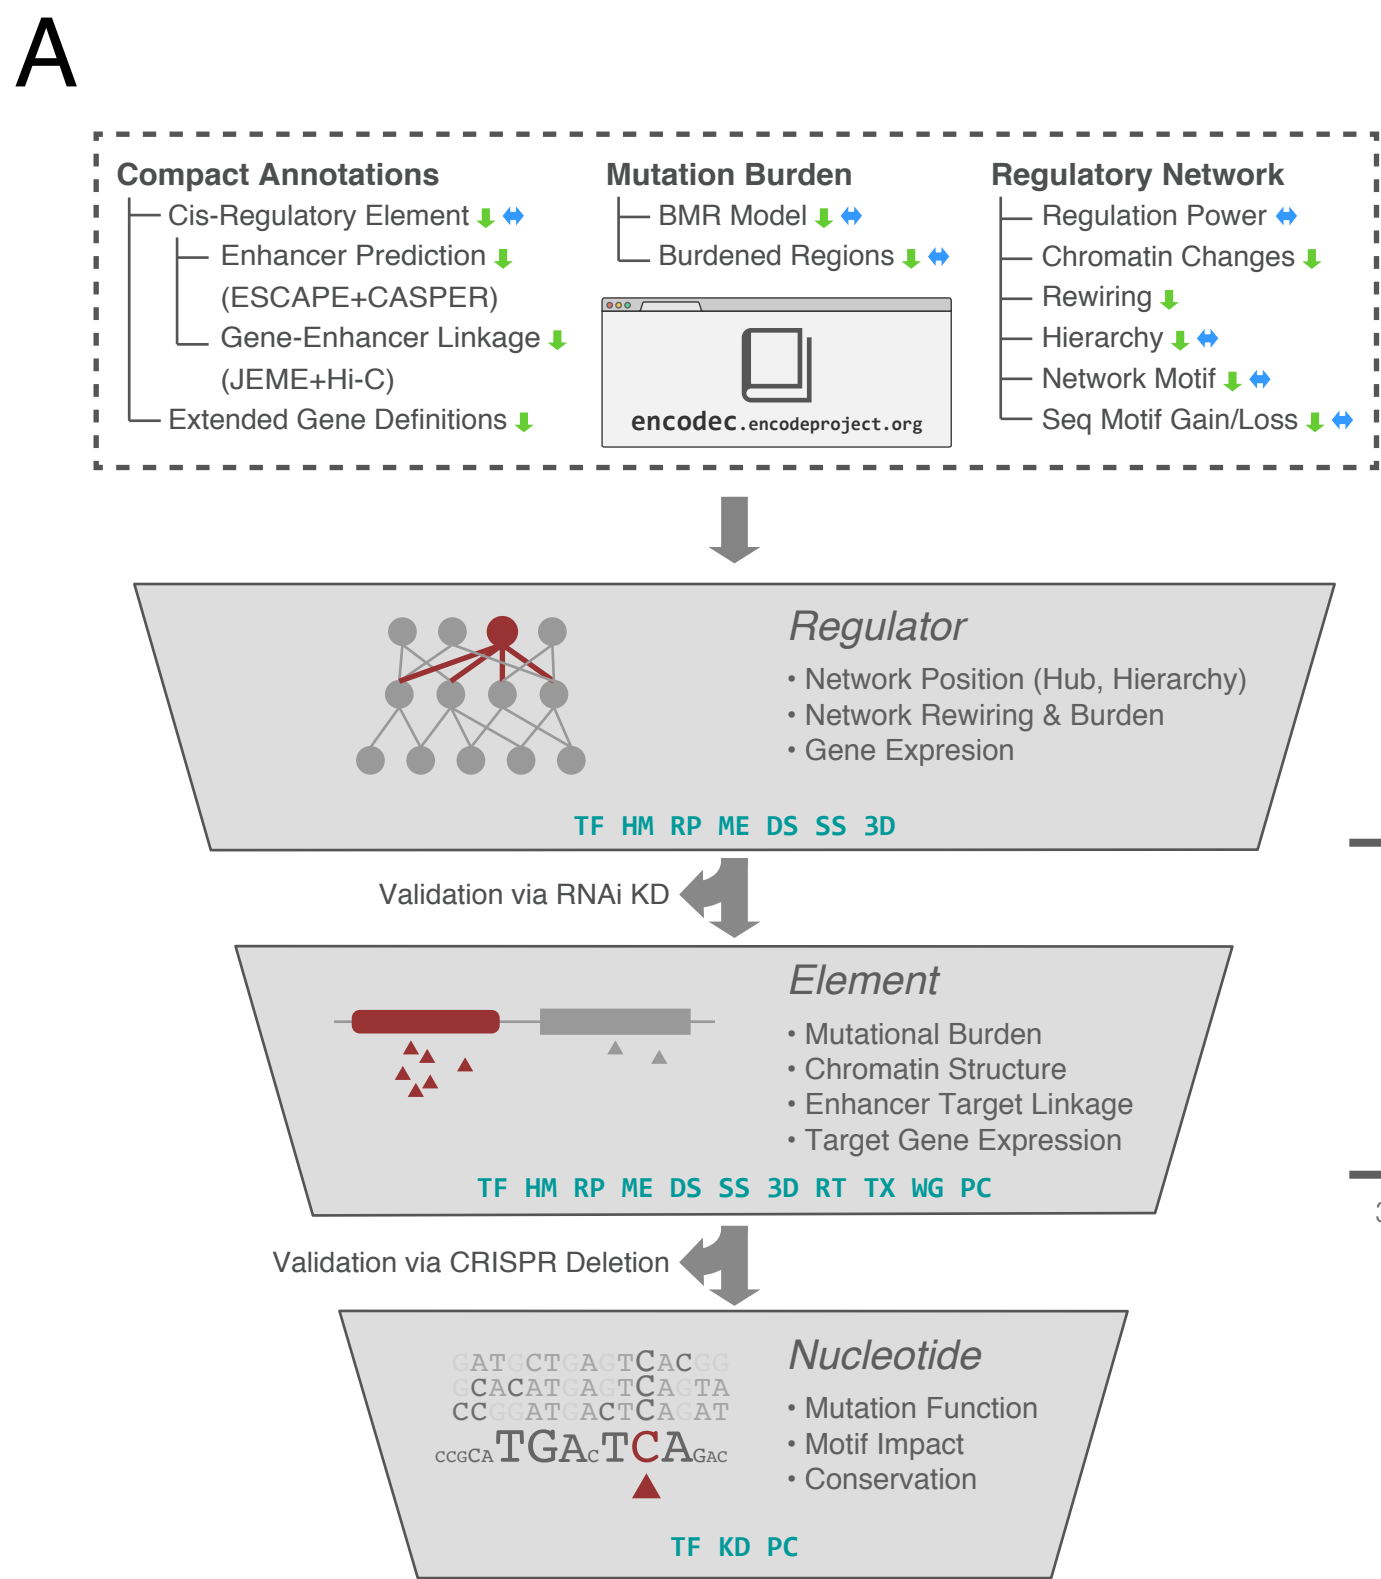 A
Compact Annotations
Cis-Regulatory Element
Enhancer Prediction
(ESCAPE+CASPER)
Gene-Enhancer Linkage
(JEME+Hi-C)
Extended Gene Definitions
Mutation Burden
BMR Model
Burdened Regions
encodec.encodeproject.org
Regulatory Network
Regulation Power
Chromatin Changes
Rewiring
Hierarchy
Network Motif
Seq Motif Gain/Loss
Regulator
• Network Position (Hub, Hierarchy)
• Network Rewiring & Burden
• Gene Expresion
TF HM RP ME DS SS 3D
Validation via RNAi KD
Element
• Mutational Burden
• Chromatin Structure
• Enhancer Target Linkage
• Target Gene Expression
TF HM RP ME DS SS 3D RT TX WG PC
Validation via CRISPR Deletion
GATGCTGAGTCACGG
GCACATGAGTCAGTA
CCGGATGACTCAGAT
CCGCATGACTCAGAC
Nucleotide
• Mutation Function
• Motif Impact
• Conservation
TF KD PC